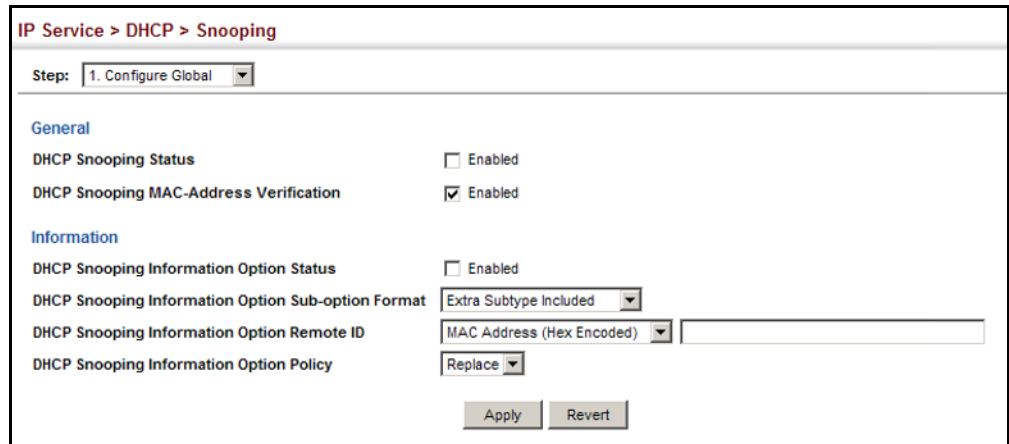 IP Service > DHCP > Snooping
Step: 1. Configure Global
General
DHCP Snooping Status Enabled
DHCP Snooping MAC-Address Verification Enabled
Information
DHCP Snooping Information Option Status Enabled
DHCP Snooping Information Option Sub-option Format Extra Subtype Included
DHCP Snooping Information Option Remote ID MAC Address (Hex Encoded)
DHCP Snooping Information Option Policy Replace
Apply Revert